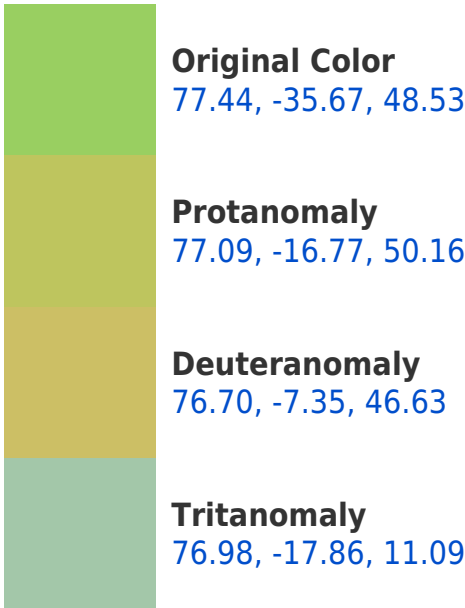 Original Color
77.44, -35.67, 48.53
Protanomaly
77.09, -16.77, 50.16
Deuteranomaly
76.70, -7.35, 46.63
Tritanomaly
76.98, -17.86, 11.09